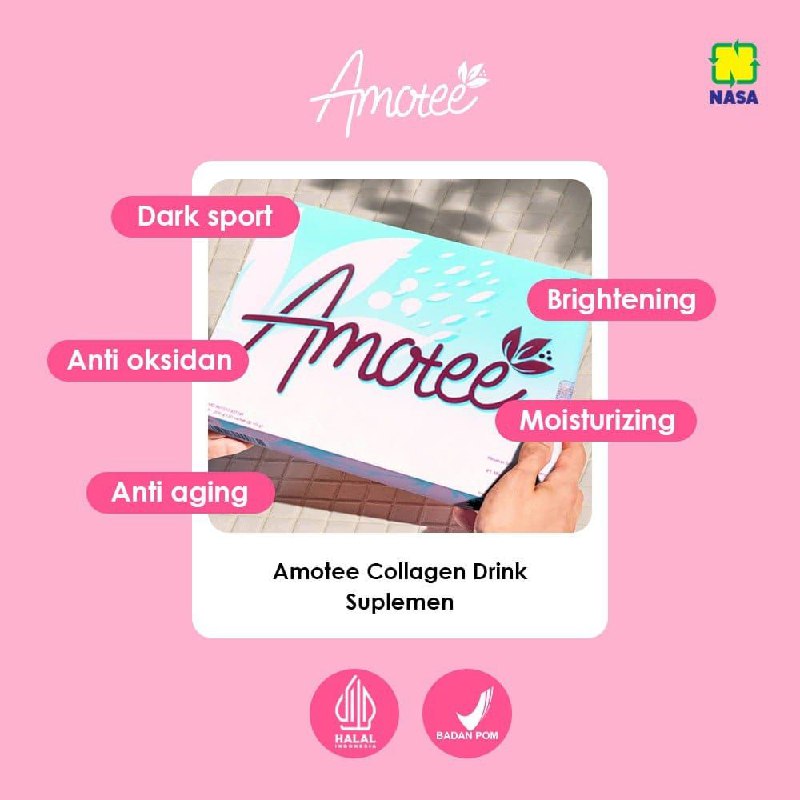 Amotee
NASA
Dark sport
Brightening
Anti oksidan
Amotee
Moisturizing
Anti aging
Amotee Collagen Drink
Suplemen
HALAL
INDONESIA
BADAN POM